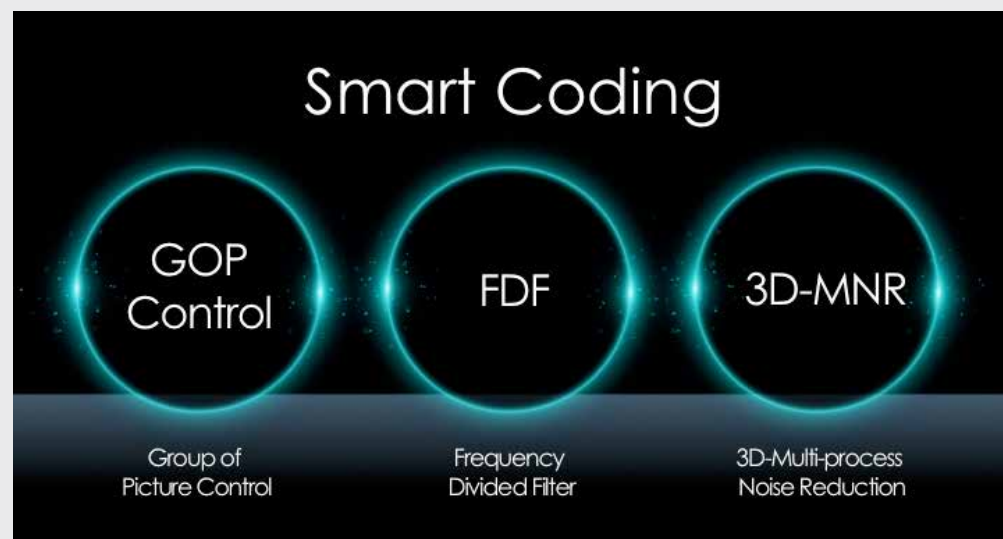 Smart Coding
GOP
Control
FDF
3D-MNR
Group of
Picture Control
Frequency
Divided Filter
3D-Multi-process
Noise Reduction